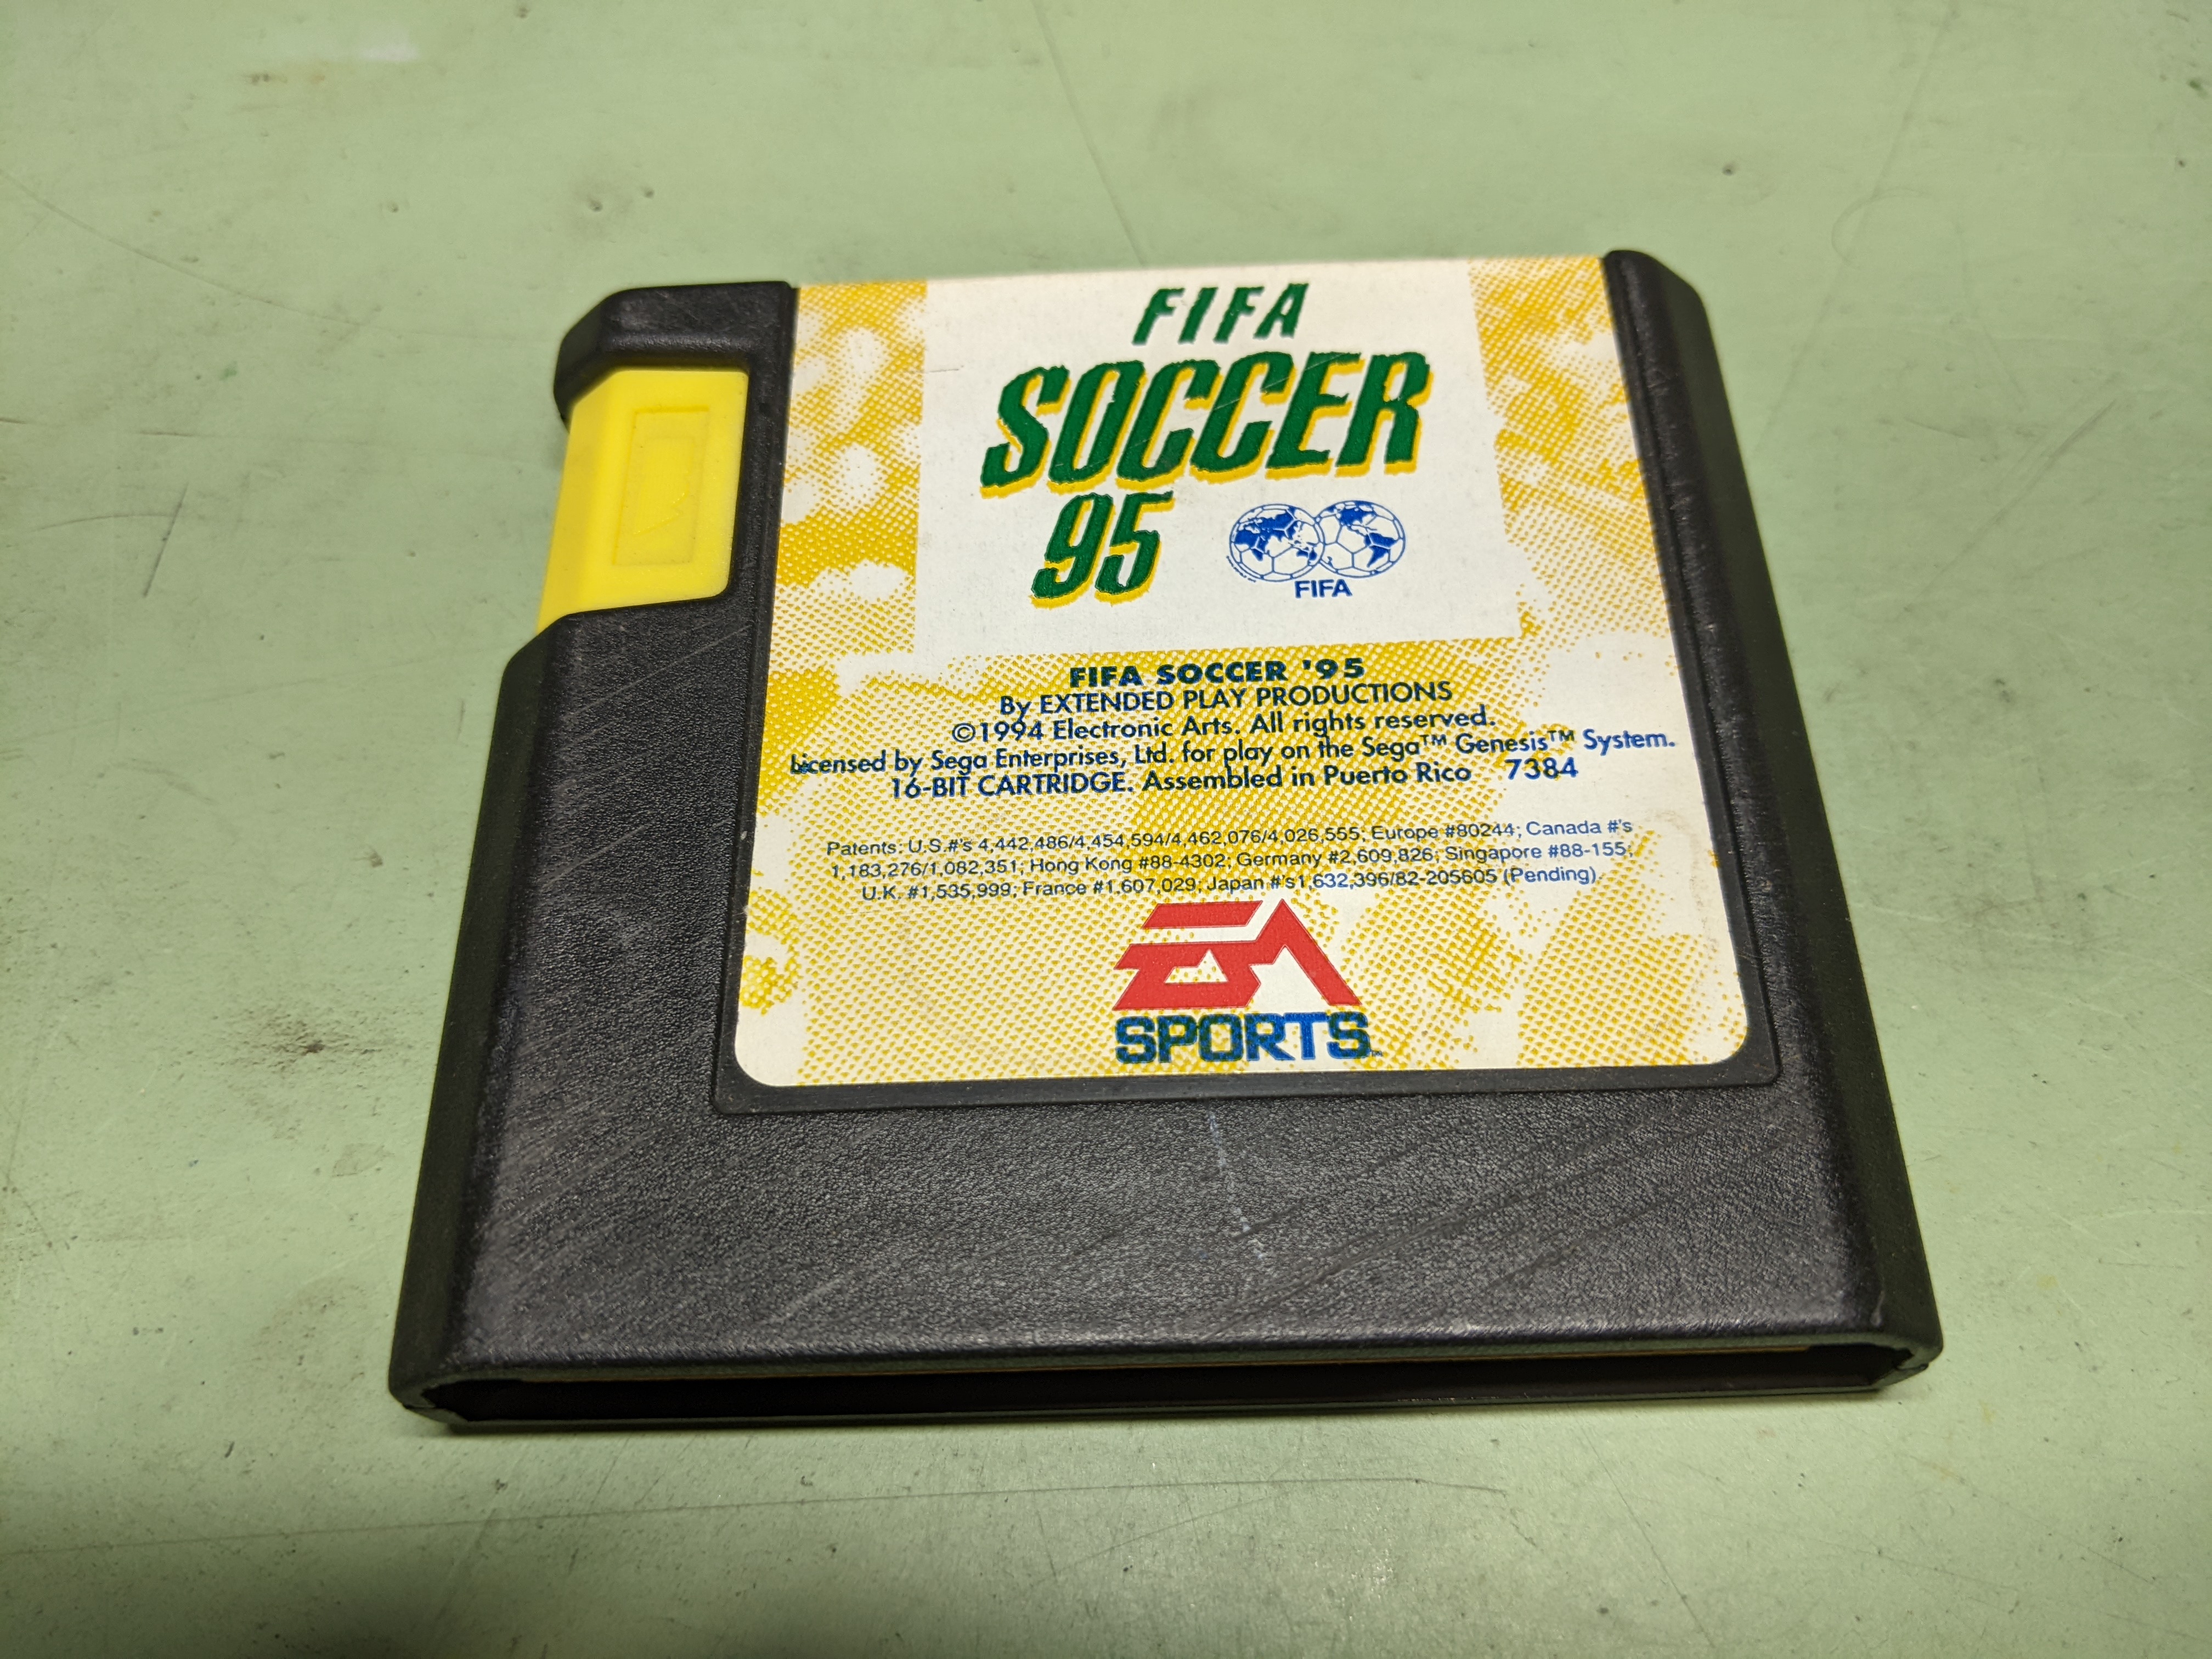 FIFA
SOCCER
95
FIFA
FIFA SOCCER '95
By EXTENDED PLAY PRODUCTIONS
©1994 Electronic Arts. All rights reserved.
Licensed by Sega Enterprises, Ltd. for play on the Sega™ Genesis™ System.
16-BIT CARTRIDGE. Assembled in Puerto Rico 7384
Patents: U.S.#'s 4,442,486/4,454,594/4,462,076/4,026,555; Europe #80244; Canada #'s
1,183,276/1,082,351; Hong Kong #88-4302; Germany #2,609,826; Singapore #88-155;
U.K. #1,535,999; France #1,607,029; Japan #'s1,632,396/82-205605 (Pending).
EA
SPORTS™